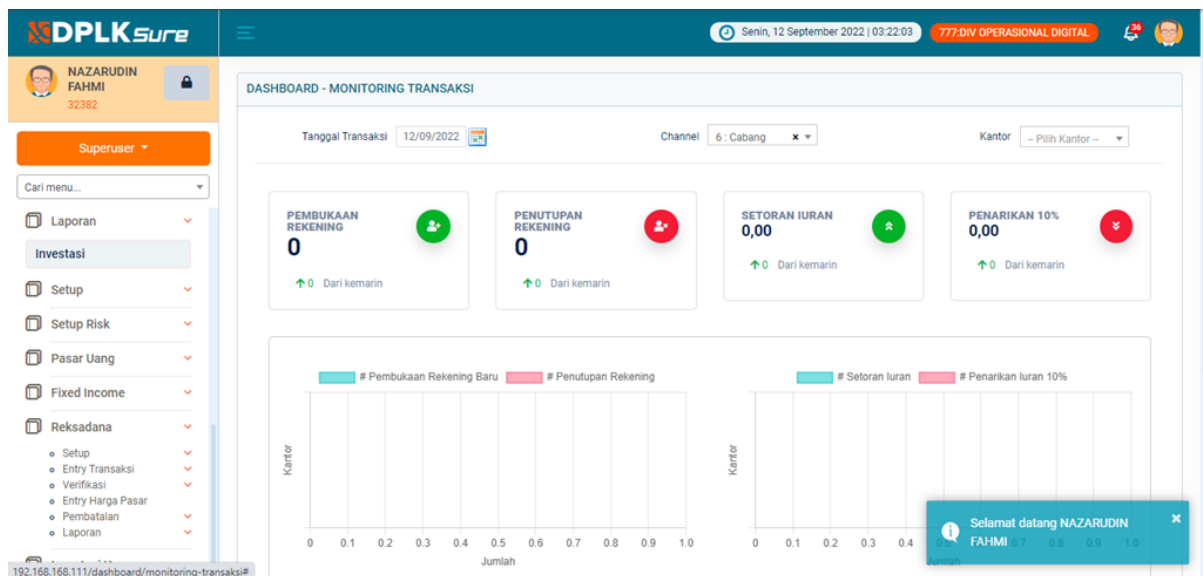 DPLK Sure
Senin, 12 September 2022 | 03:22:03
777:DIV OPERASIONAL DIGITAL
36
NAZARUDIN
FAHMI
32382
Superuser
Cari menu...
Laporan
Investasi
Setup
Setup Risk
Pasar Uang
Fixed Income
Reksadana
Setup
Entry Transaksi
Verifikasi
Entry Harga Pasar
Pembatalan
Laporan
192.168.168.111/dashboard/monitoring-transaksi#
DASHBOARD - MONITORING TRANSAKSI
Tanggal Transaksi 12/09/2022
Channel 6 : Cabang × 
Kantor -- Pilih Kantor --
PEMBUKAAN
REKENING
0
0 Dari kemarin
PENUTUPAN
REKENING
0
0 Dari kemarin
SETORAN IURAN
0,00
0 Dari kemarin
PENARIKAN 10%
0,00
0 Dari kemarin
# Pembukaan Rekening Baru # Penutupan Rekening
Kantor
0 0.1 0.2 0.3 0.4 0.5 0.6 0.7 0.8 0.9 1.0
Jumlah
# Setoran Iuran # Penarikan Iuran 10%
Kantor
0 0.1 0.2 0.3 0.4 0.5 0.6 0.7 0.8 0.9 1.0
Jumlah
Selamat datang NAZARUDIN
FAHMI
×